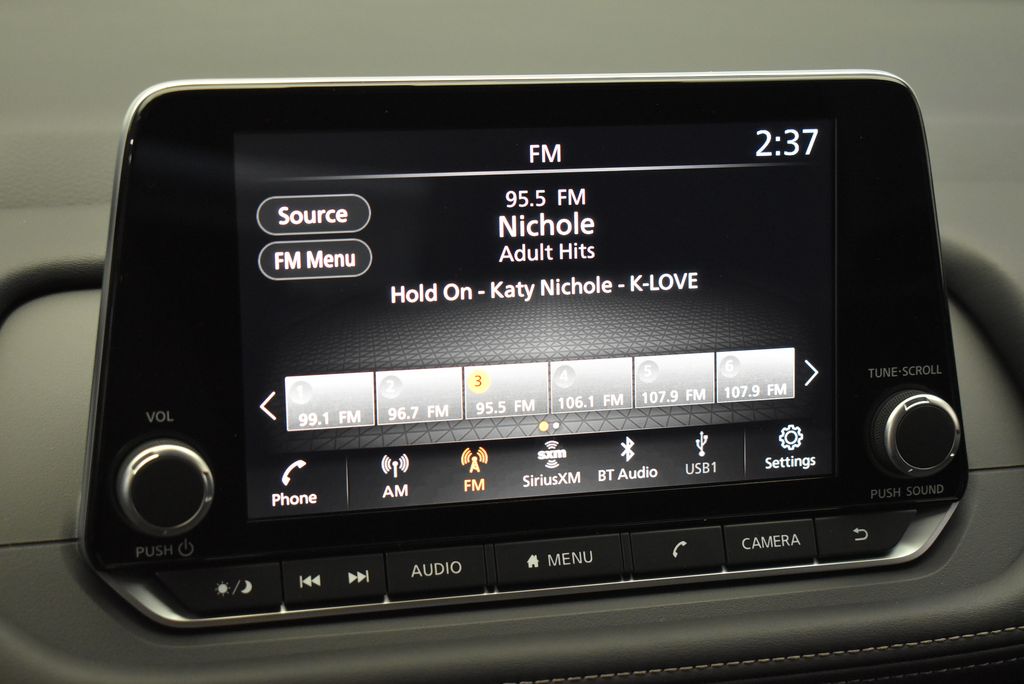 FM
2:37
Source
FM Menu
95.5 FM
Nichole
Adult Hits
Hold On - Katy Nichole - K-LOVE
1
99.1 FM
2
96.7 FM
3
95.5 FM
4
106.1 FM
5
107.9 FM
6
107.9 FM
Phone
AM
FM
sxm
SiriusXM
BT Audio
USB1
Settings
VOL
PUSH
TUNE·SCROLL
PUSH SOUND
AUDIO
MENU
CAMERA